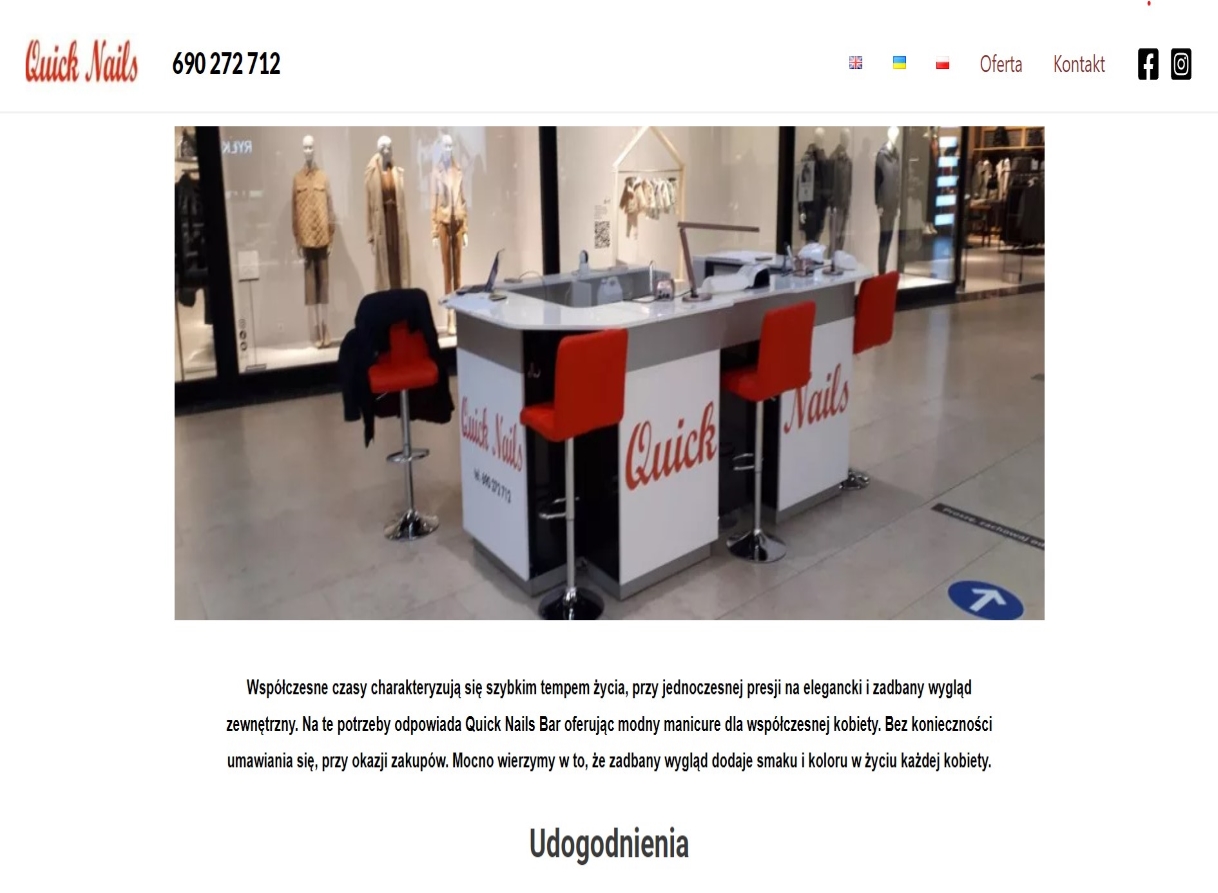 Quick Nails
690 272 712
Oferta
Kontakt
Quick Nails
tel. 690 272 712
Quick
Nails
Proszę, zachowaj
Współczesne czasy charakteryzują się szybkim tempem życia, przy jednoczesnej presji na elegancki i zadbany wygląd
zewnętrzny. Na te potrzeby odpowiada Quick Nails Bar oferując modny manicure dla współczesnej kobiety. Bez konieczności
umawiania się, przy okazji zakupów. Mocno wierzymy w to, że zadbany wygląd dodaje smaku i koloru w życiu każdej kobiety.
Udogodnienia